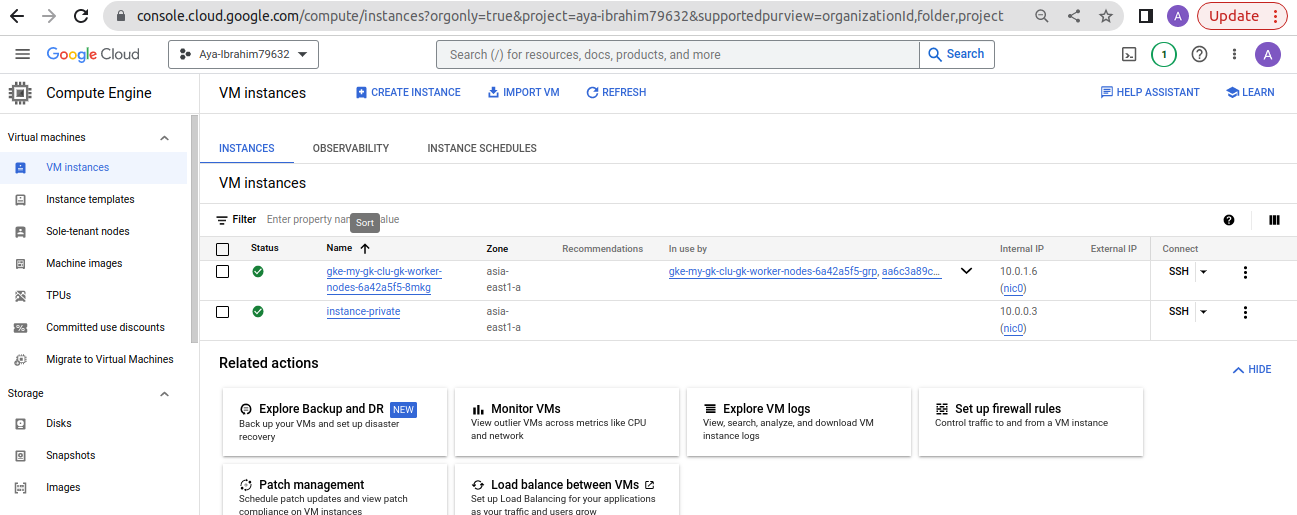 console.cloud.google.com/compute/instances?orgonly=true&project=aya-ibrahim79632&supportedpurview=organizationId,folder,project
A
Update
Google Cloud
Aya-Ibrahim79632
Search (/) for resources, docs, products, and more
Search
1
A
Compute Engine
VM instances
CREATE INSTANCE
IMPORT VM
REFRESH
HELP ASSISTANT
LEARN
Virtual machines
VM instances
Instance templates
Sole-tenant nodes
Machine images
TPUs
Committed use discounts
Migrate to Virtual Machines
Storage
Disks
Snapshots
Images
INSTANCES
OBSERVABILITY
INSTANCE SCHEDULES
VM instances
Filter
Enter property value
Sort
Status
Name
Zone
Recommendations
In use by
Internal IP
External IP
Connect
gke-my-gk-clu-gk-worker-
nodes-6a42a5f5-8mkg
asia-
east1-a
gke-my-gk-clu-gk-worker-nodes-6a42a5f5-grp, aa6c3a89c...
10.0.1.6
(nic0)
SSH
instance-private
asia-
east1-a
10.0.0.3
(nic0)
SSH
Related actions
HIDE
Explore Backup and DR NEW
Back up your VMs and set up disaster
recovery
Monitor VMs
View outlier VMs across metrics like CPU
and network
Explore VM logs
View, search, analyze, and download VM
instance logs
Set up firewall rules
Control traffic to and from a VM instance
Patch management
Schedule patch updates and view patch
compliance on VM instances
Load balance between VMs
Set up Load Balancing for your applications
as your traffic and users grow